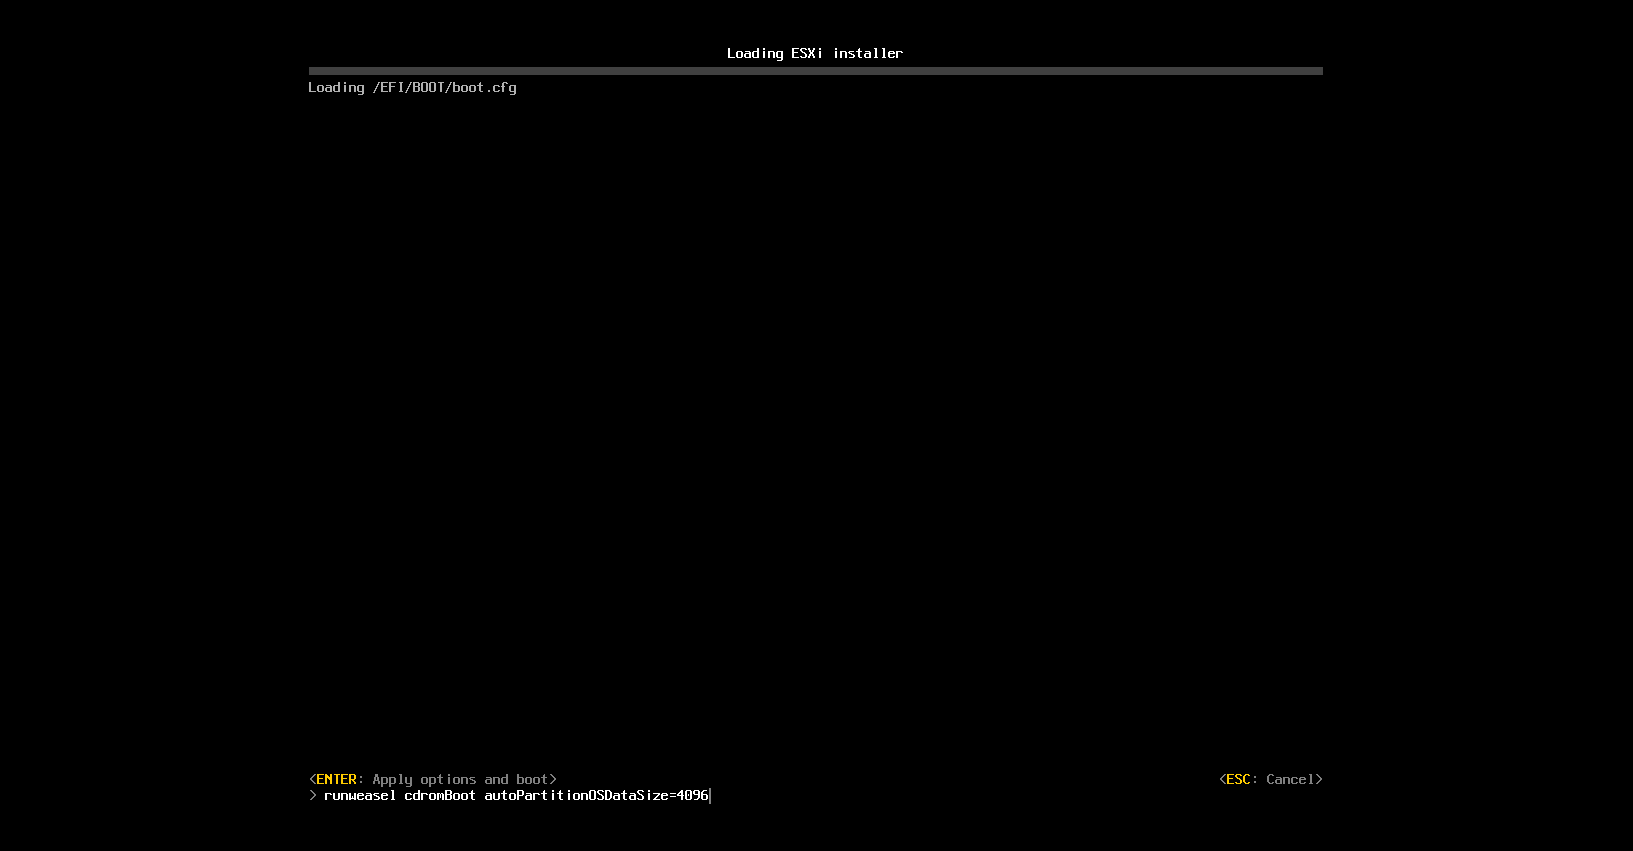 Loading ESXi installer
Loading /EFI/BOOT/boot.cfg
<ENTER: Apply options and boot> <ESC: Cancel>
> runweasel cdromBoot autoPartitionOSDataSize=4096